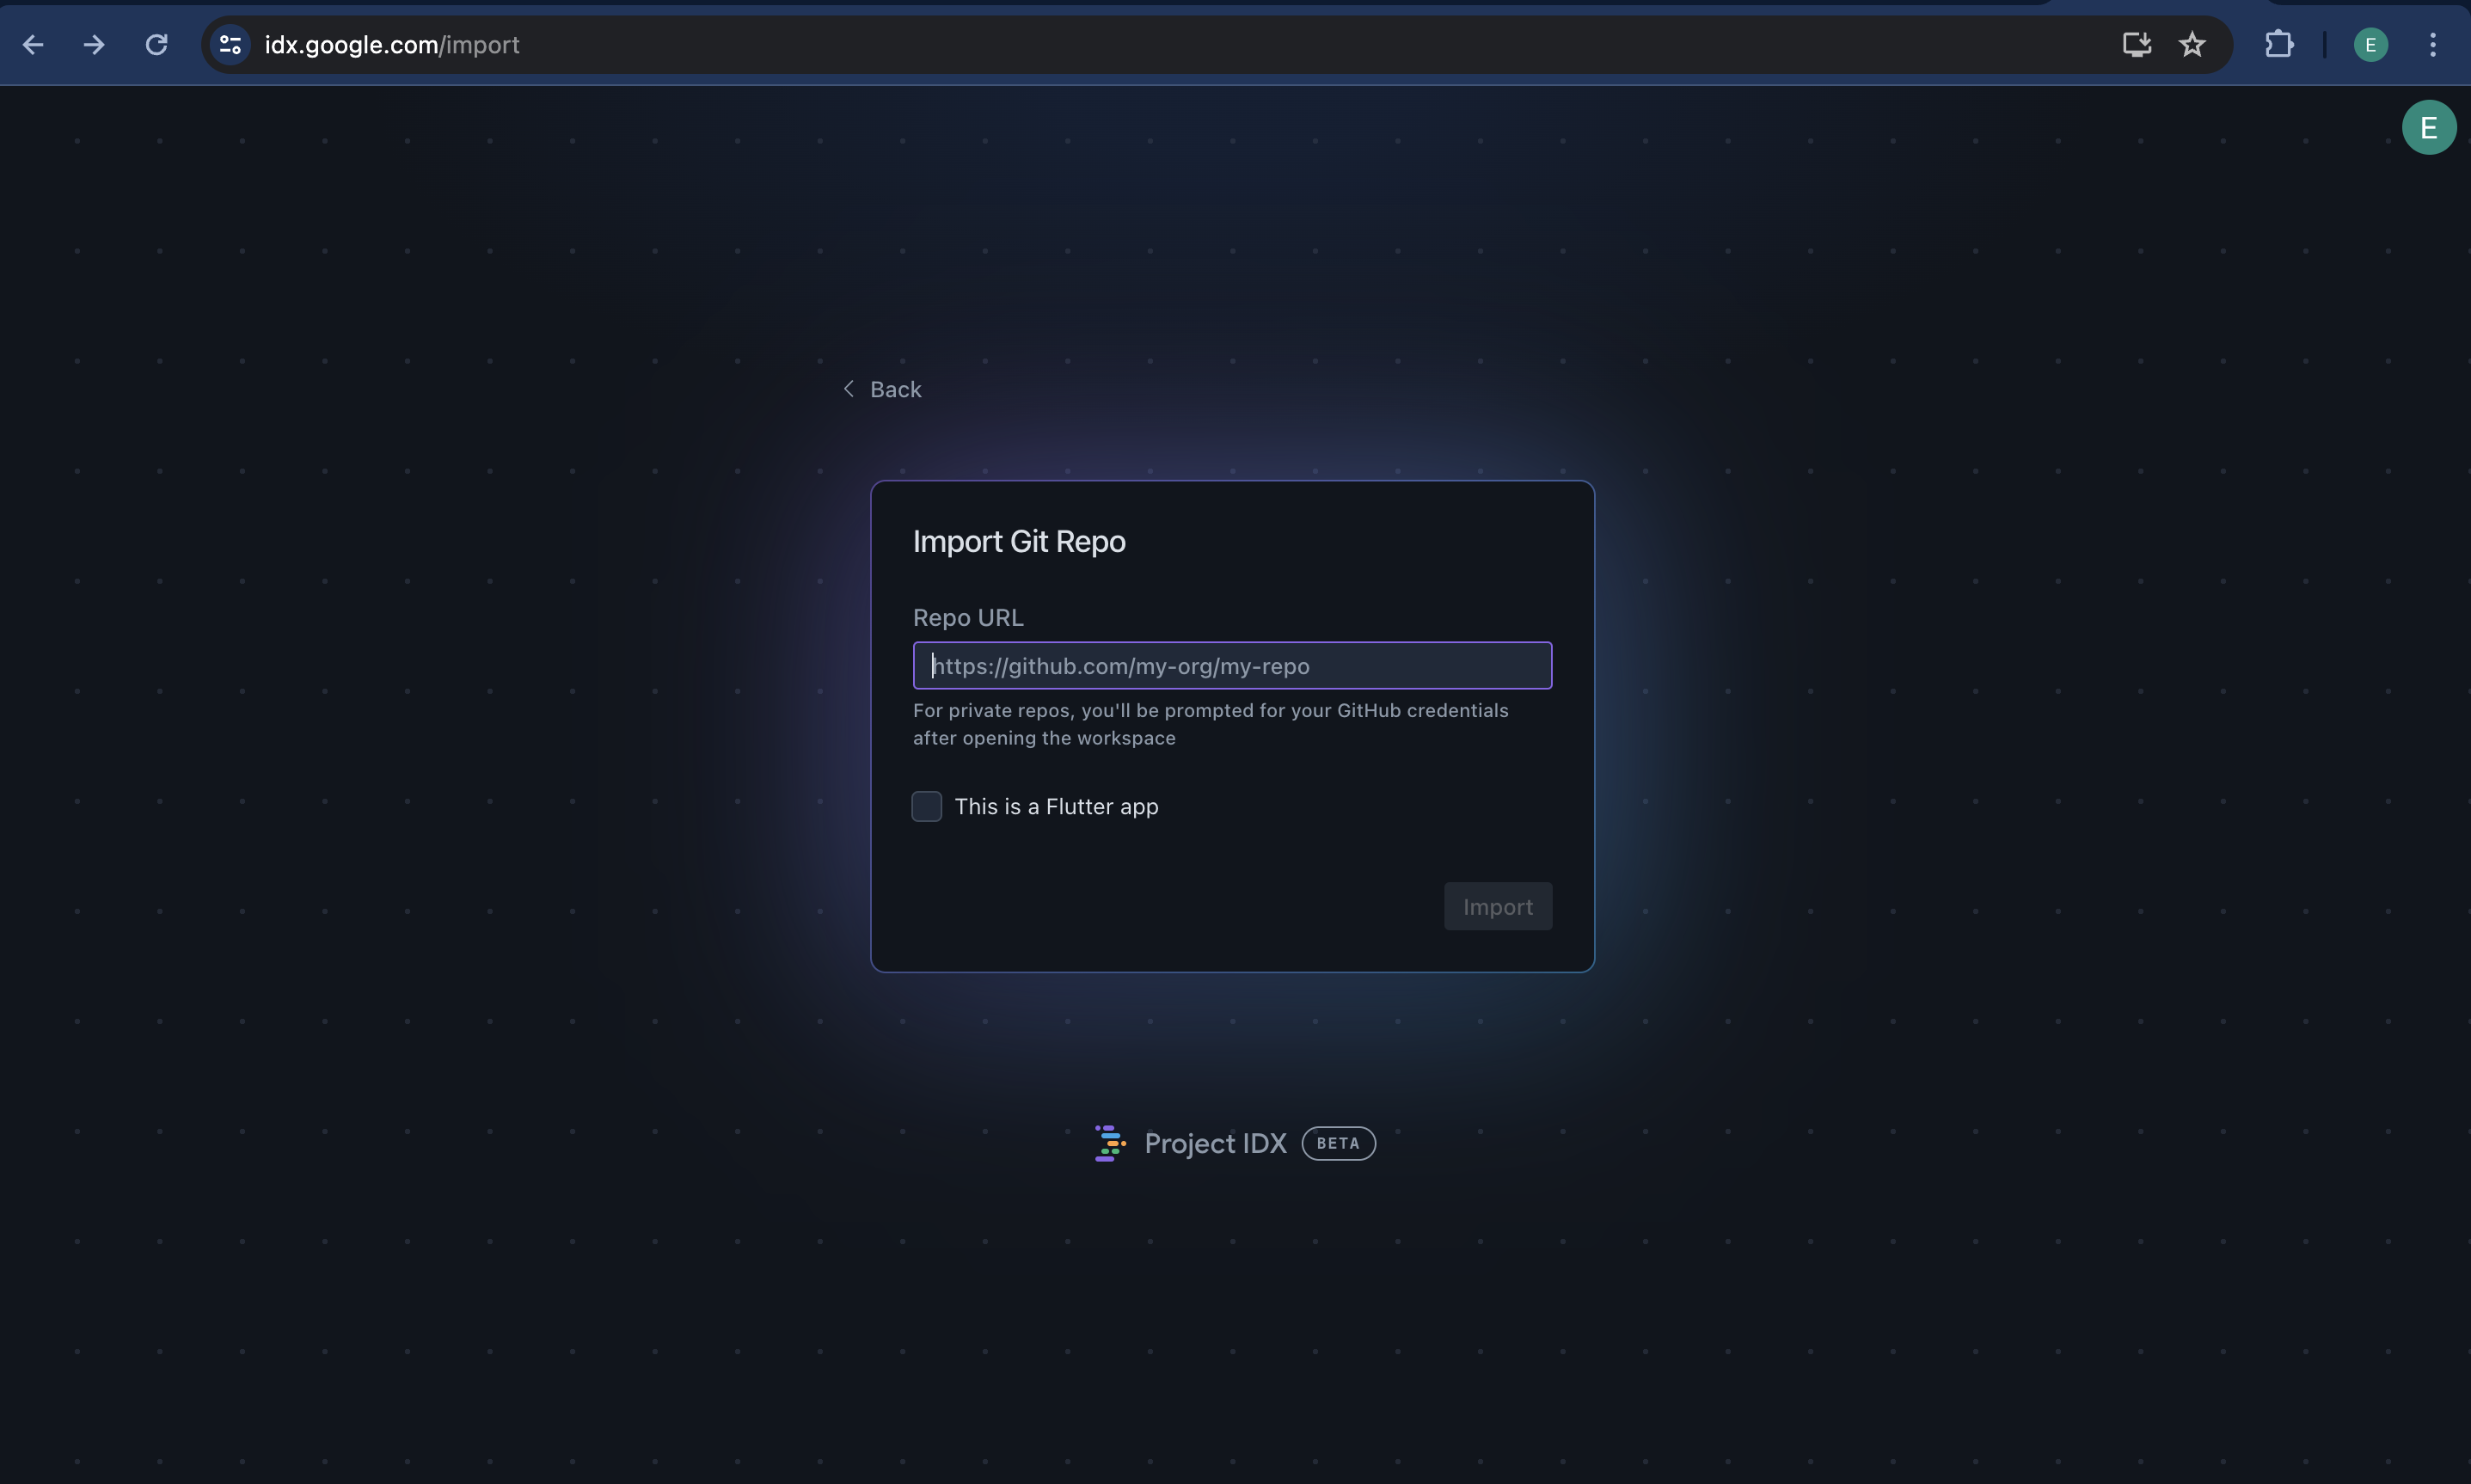 idx.google.com/import
E
E
Back
Import Git Repo
Repo URL
https://github.com/my-org/my-repo
For private repos, you'll be prompted for your GitHub credentials
after opening the workspace
This is a Flutter app
Import
Project IDX BETA